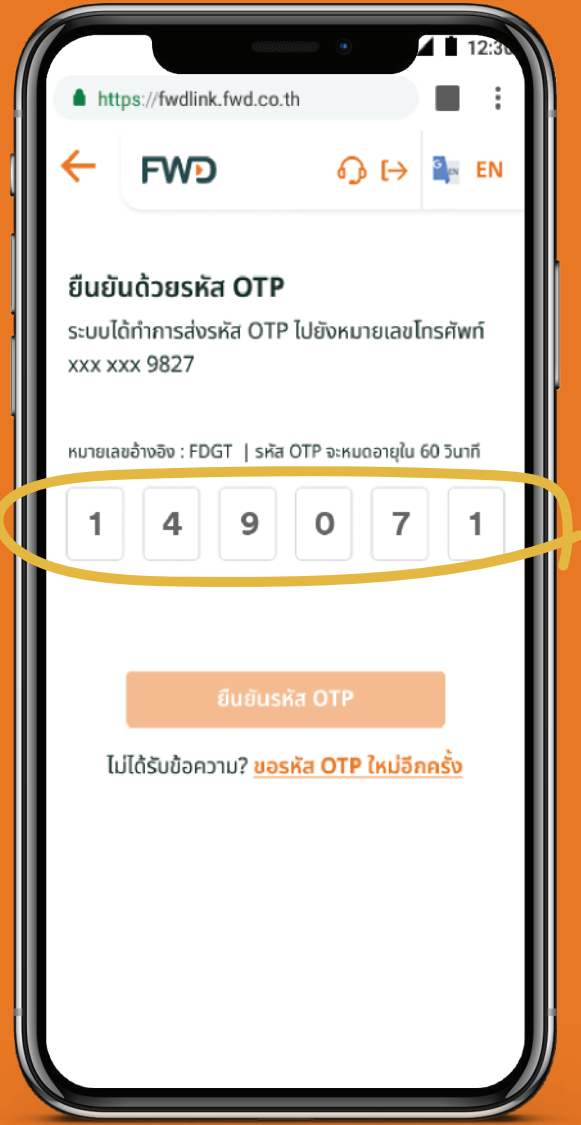 12:30
https://fwdlink.fwd.co.th
FWD
G EN EN
ยืนยันด้วยรหัส OTP
ระบบได้ทำการส่งรหัส OTP ไปยังหมายเลขโทรศัพท์
xxx xxx 9827
หมายเลขอ้างอิง : FDGT | รหัส OTP จะหมดอายุใน 60 วินาที
1 4 9 0 7 1
ยืนยันรหัส OTP
ไม่ได้รับข้อความ? ขอรหัส OTP ใหม่อีกครั้ง